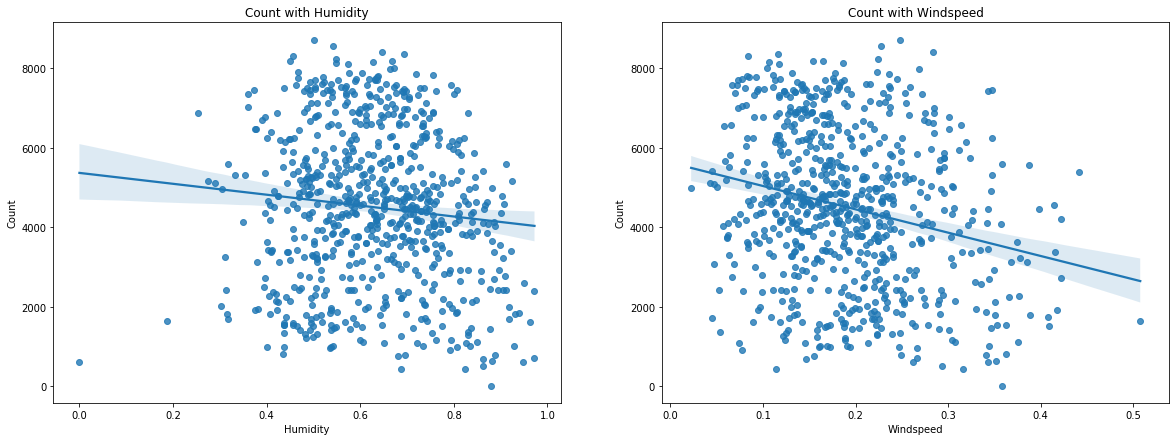 Count with Humidity
Count
8000
6000
4000
2000
0
0.0 0.2 0.4 0.6 0.8 1.0
Humidity
Count with Windspeed
Count
8000
6000
4000
2000
0
0.0 0.1 0.2 0.3 0.4 0.5
Windspeed